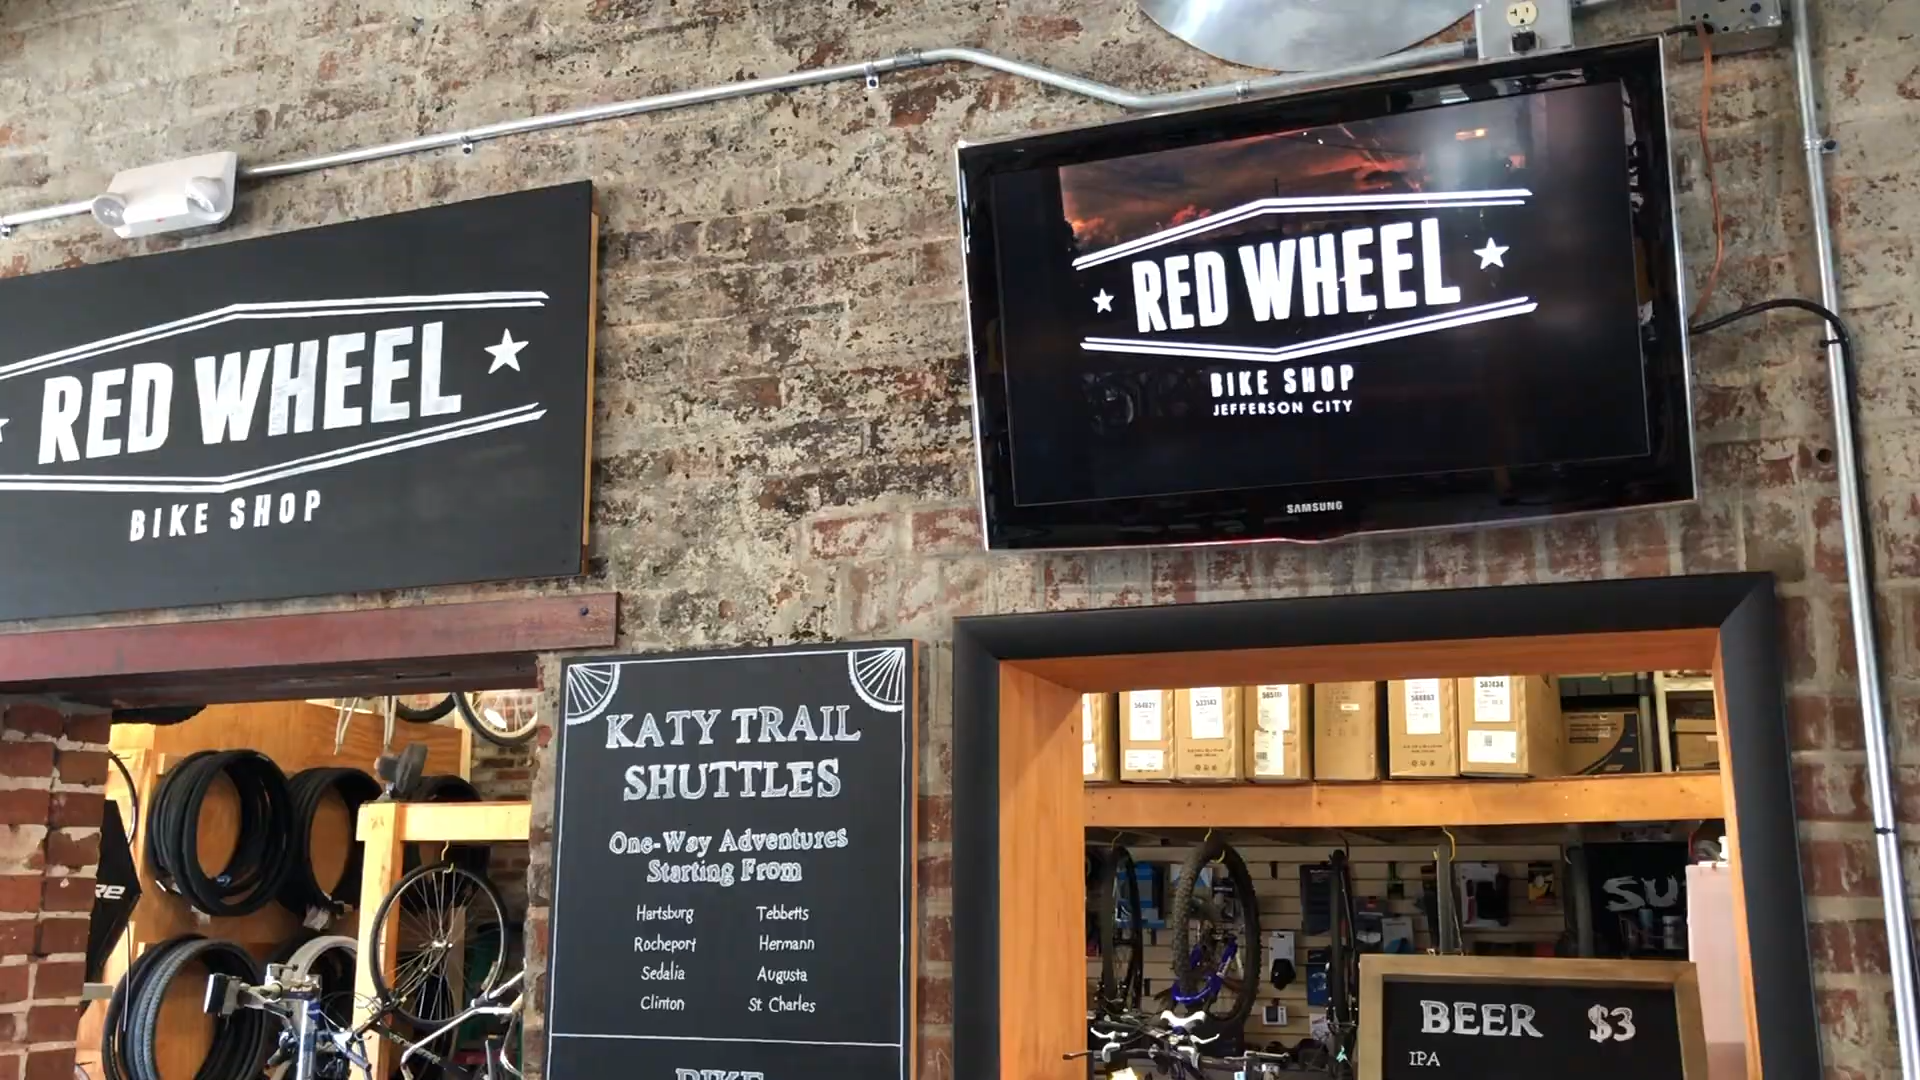 RED WHEEL
BIKE SHOP
RED WHEEL
BIKE SHOP
JEFFERSON CITY
SAMSUNG
KATY TRAIL
SHUTTLES
One-Way Adventures
Starting From
Hartsburg Tebbetts
Rocheport Hermann
Sedalia Augusta
Clinton St. Charles
BIKE
BEER $3
IPA